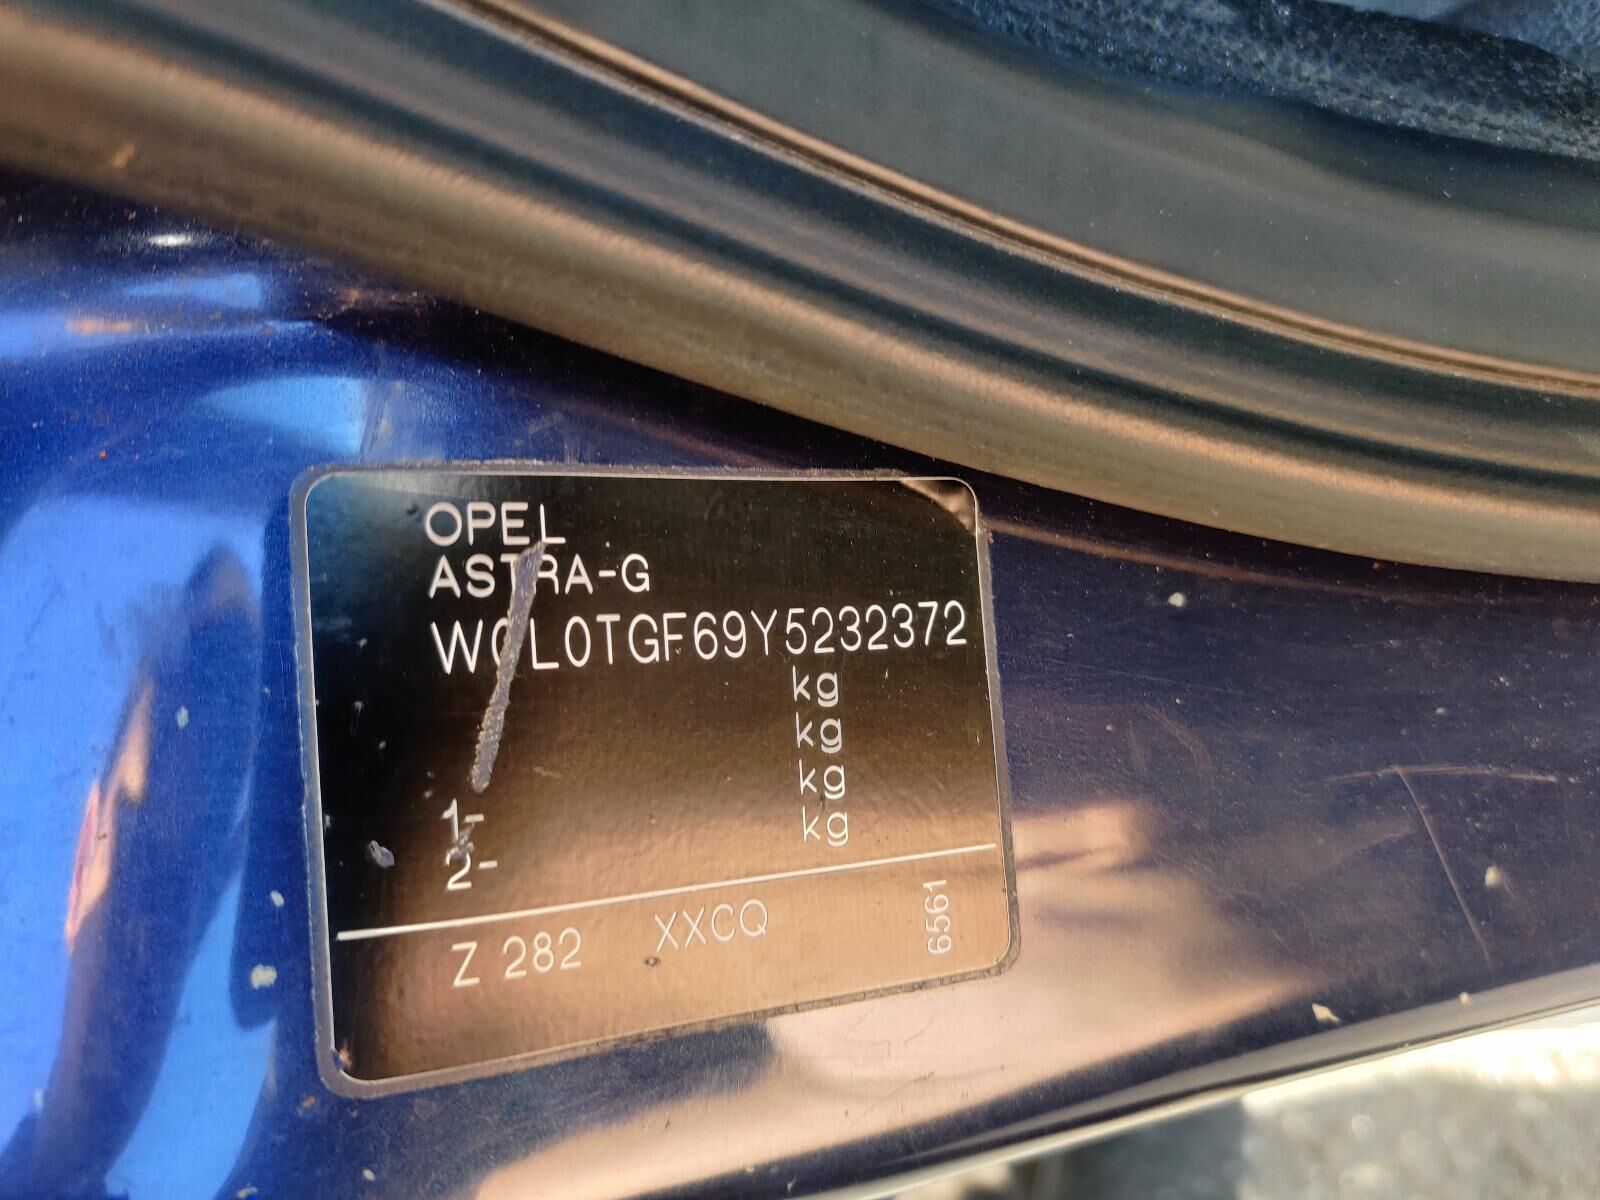 OPEL
ASTRA-G
W0L0TGF69Y5232372
kg
kg
kg
1- kg
2-
Z 282 XXCQ 6561